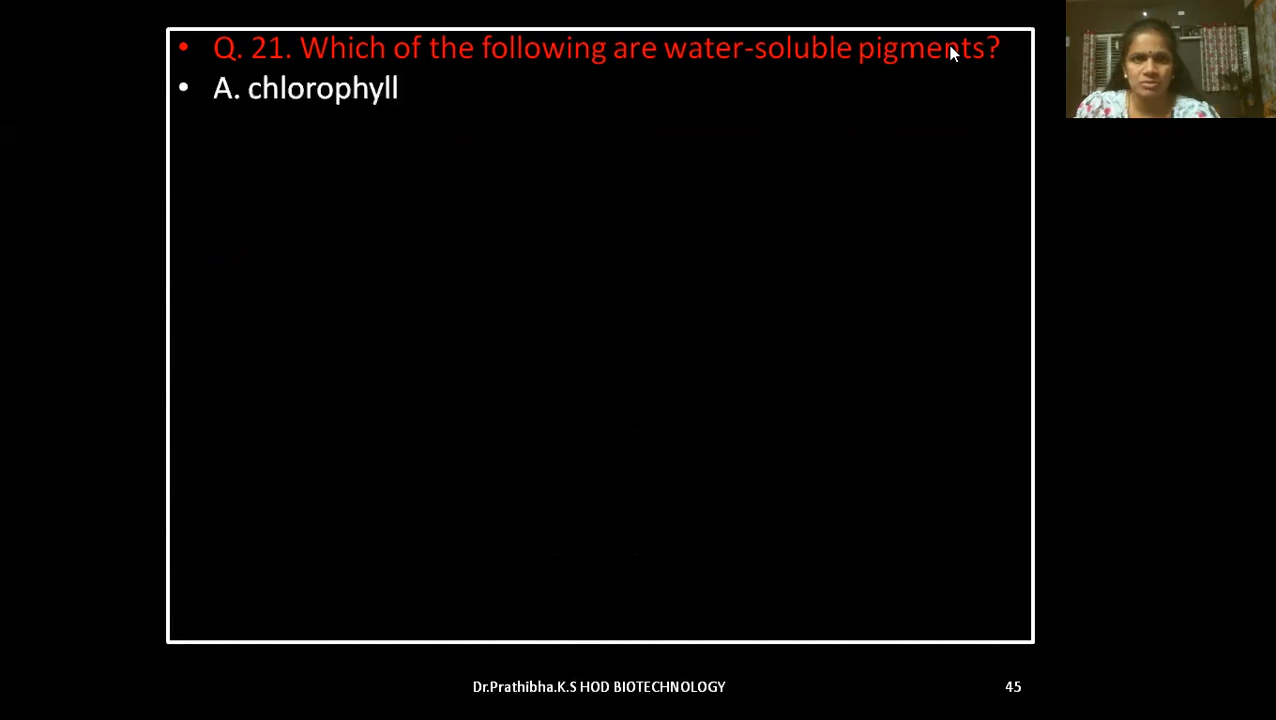 • Q. 21. Which of the following are water-soluble pigments?
• A. chlorophyll
Dr.Prathibha.K.S HOD BIOTECHNOLOGY
45